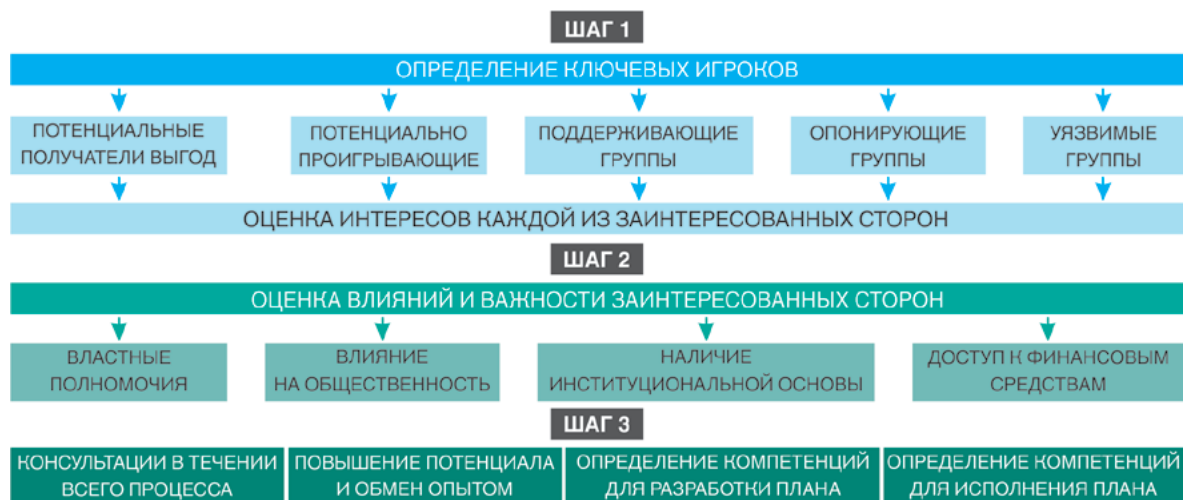 ШАГ 1
ОПРЕДЕЛЕНИЕ КЛЮЧЕВЫХ ИГРОКОВ
ПОТЕНЦИАЛЬНЫЕ
ПОЛУЧАТЕЛИ ВЫГОД
ПОТЕНЦИАЛЬНО
ПРОИГРЫВАЮЩИЕ
ПОДДЕРЖИВАЮЩИЕ
ГРУППЫ
ОПОНИРУЮЩИЕ
ГРУППЫ
УЯЗВИМЫЕ
ГРУППЫ
ОЦЕНКА ИНТЕРЕСОВ КАЖДОЙ ИЗ ЗАИНТЕРЕСОВАННЫХ СТОРОН
ШАГ 2
ОЦЕНКА ВЛИЯНИЙ И ВАЖНОСТИ ЗАИНТЕРЕСОВАННЫХ СТОРОН
ВЛАСТНЫЕ
ПОЛНОМОЧИЯ
ВЛИЯНИЕ
НА ОБЩЕСТВЕННОСТЬ
НАЛИЧИЕ
ИНСТИТУЦИОНАЛЬНОЙ ОСНОВЫ
ДОСТУП К ФИНАНСОВЫМ
СРЕДСТВАМ
ШАГ 3
КОНСУЛЬТАЦИИ В ТЕЧЕНИИ
ВСЕГО ПРОЦЕССА
ПОВЫШЕНИЕ ПОТЕНЦИАЛА
И ОБМЕН ОПЫТОМ
ОПРЕДЕЛЕНИЕ КОМПЕТЕНЦИЙ
ДЛЯ РАЗРАБОТКИ ПЛАНА
ОПРЕДЕЛЕНИЕ КОМПЕТЕНЦИЙ
ДЛЯ ИСПОЛНЕНИЯ ПЛАНА